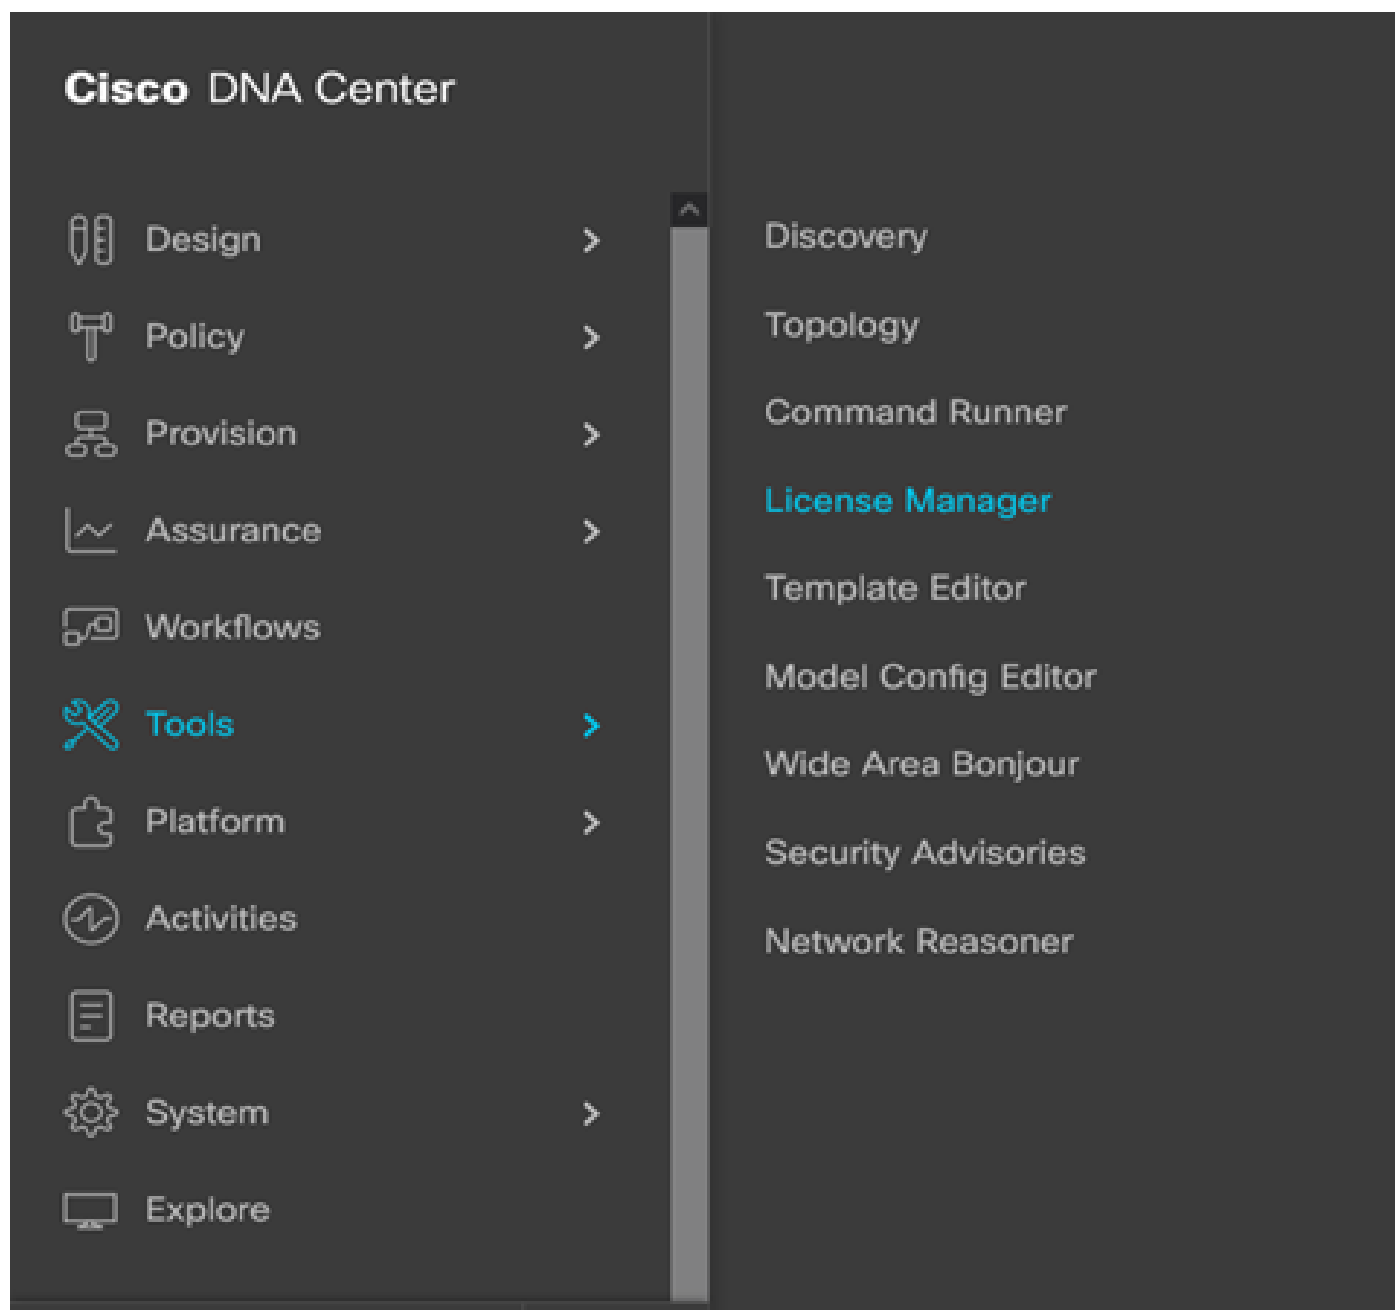 Cisco DNA Center
Design
Policy
Provision
Assurance
Workflows
Tools
Platform
Activities
Reports
System
Explore
Discovery
Topology
Command Runner
License Manager
Template Editor
Model Config Editor
Wide Area Bonjour
Security Advisories
Network Reasoner